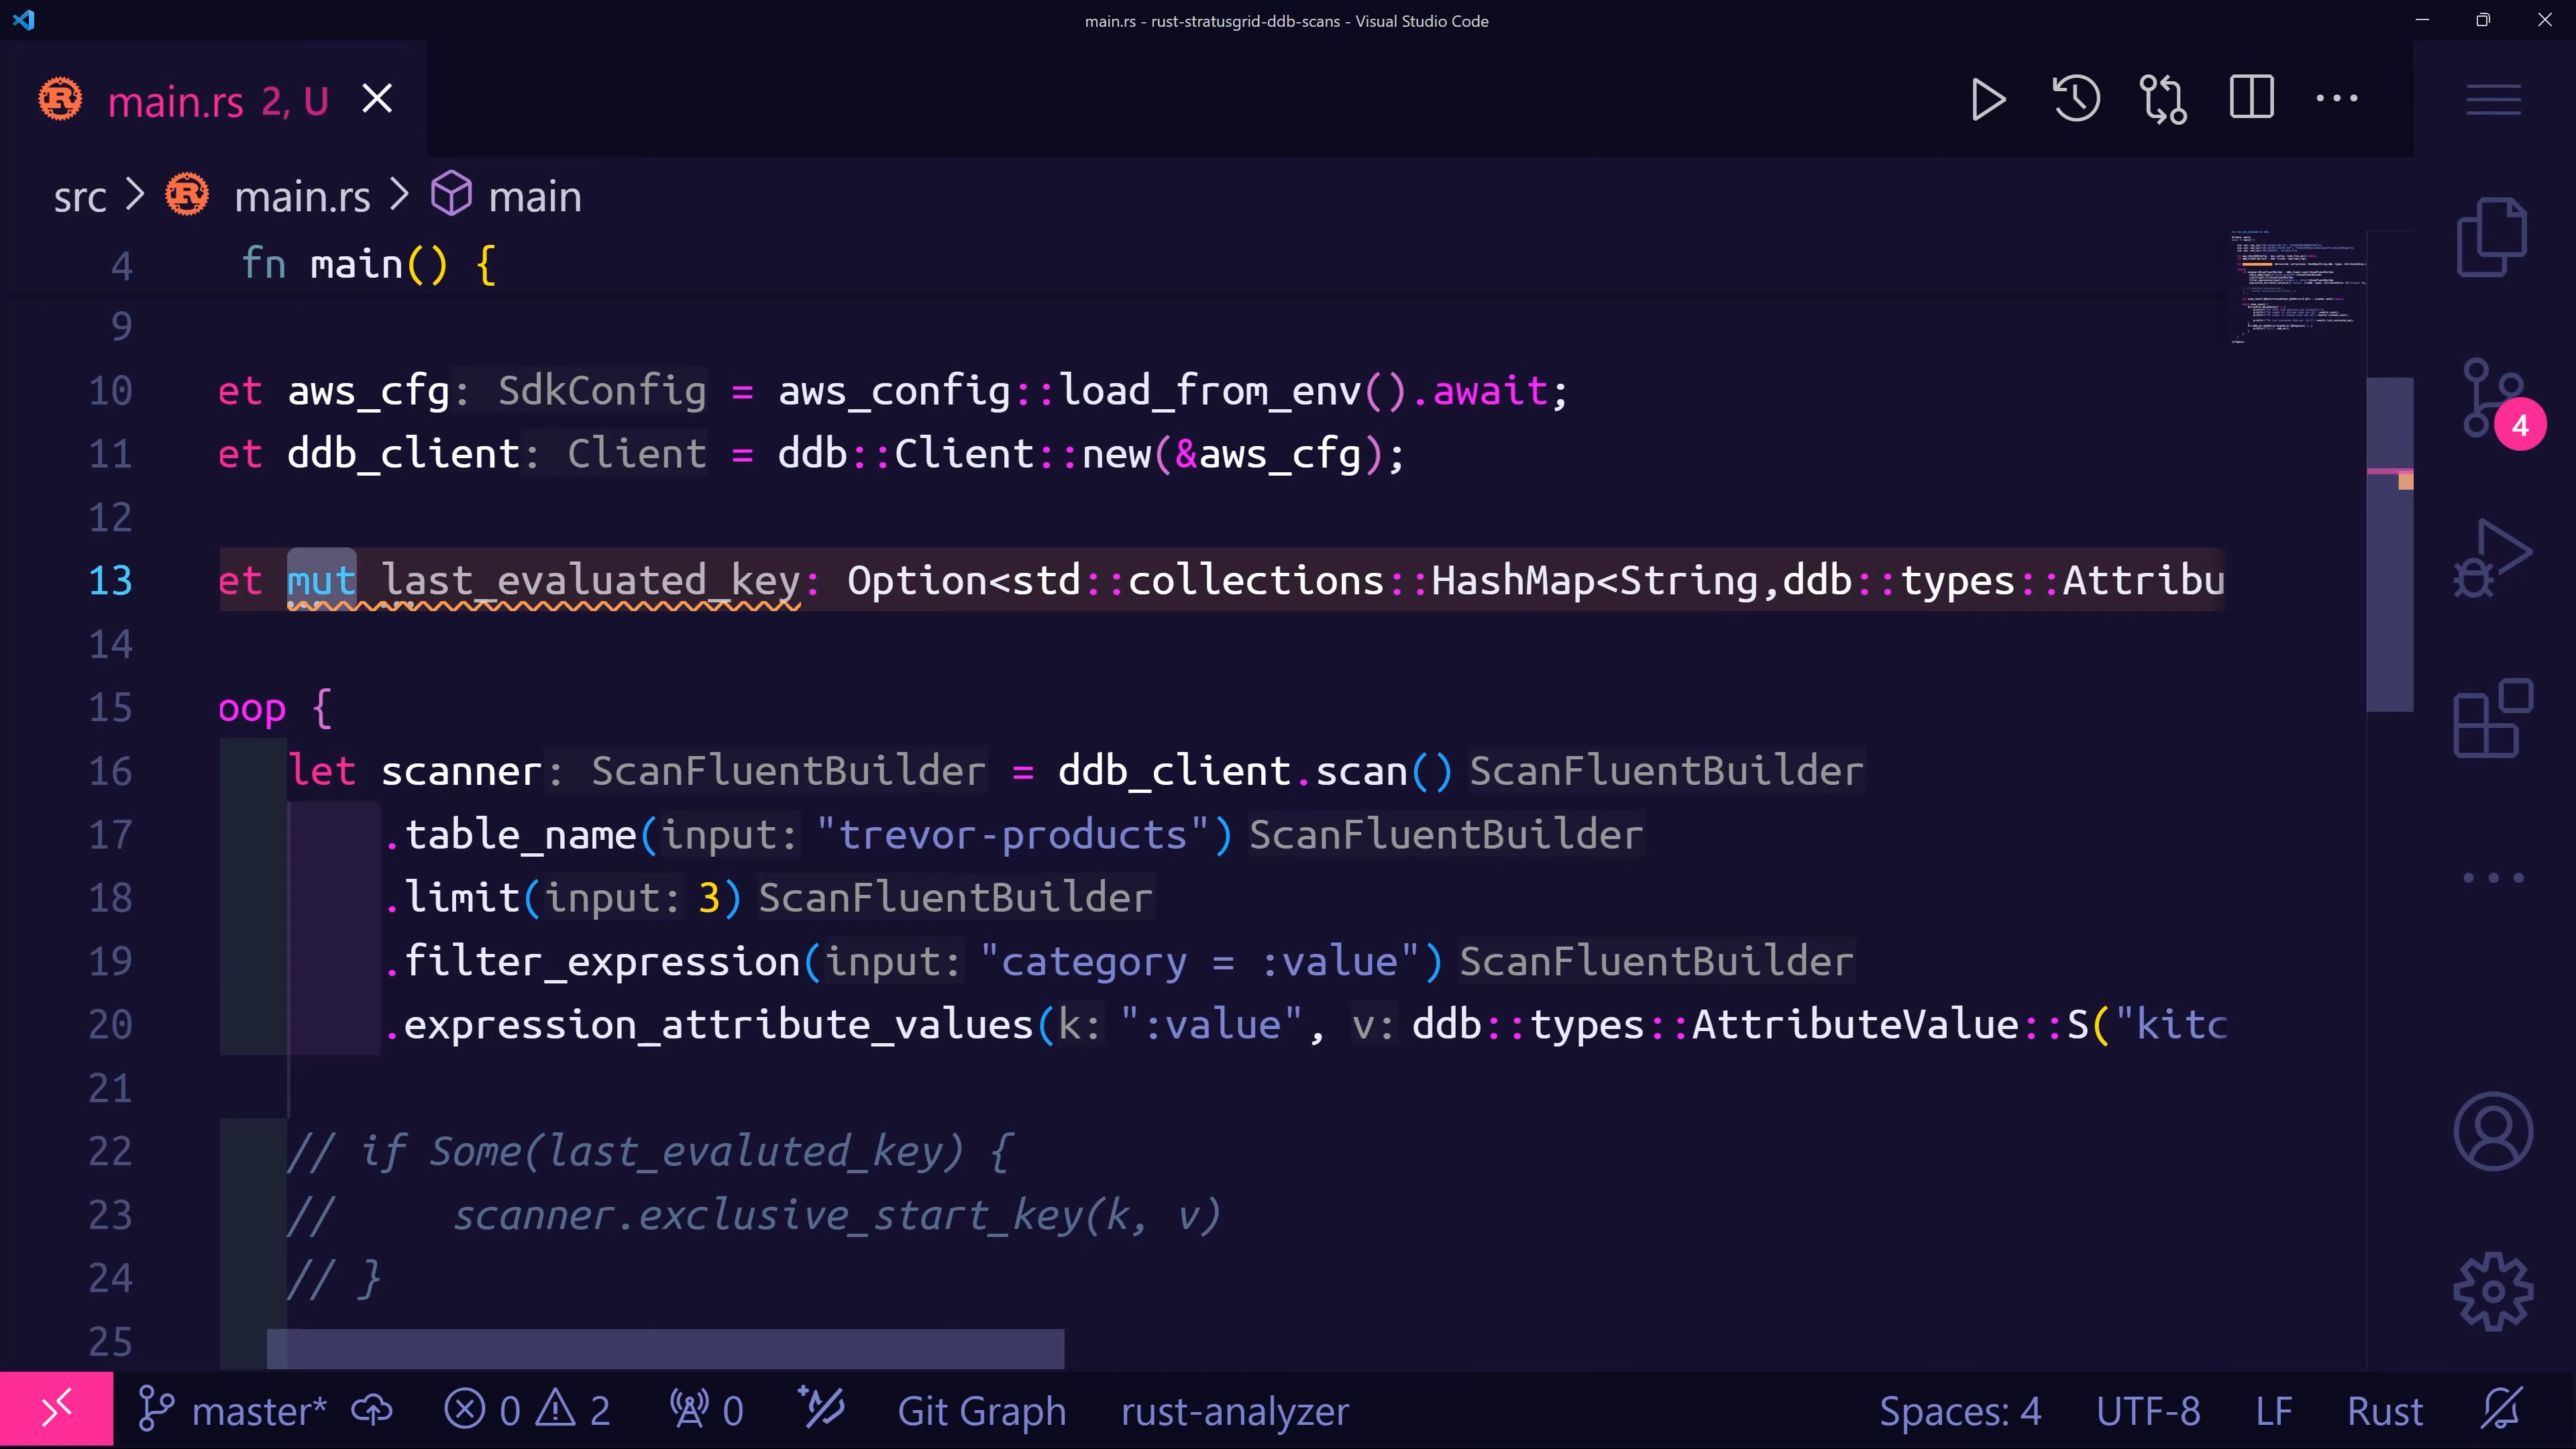 main.rs - rust-stratusgrid-ddb-scans - Visual Studio Code
main.rs 2, U
src > main.rs > main
4 fn main() {
9
10 et aws_cfg: SdkConfig = aws_config::load_from_env().await;
11 et ddb_client: Client = ddb::Client::new(&aws_cfg);
12
13 et mut last_evaluated_key: Option<std::collections::HashMap<String,ddb::types::Attribu
14
15 oop {
16 let scanner: ScanFluentBuilder = ddb_client.scan() ScanFluentBuilder
17 .table_name(input: "trevor-products") ScanFluentBuilder
18 .limit(input: 3) ScanFluentBuilder
19 .filter_expression(input: "category = :value") ScanFluentBuilder
20 .expression_attribute_values(k: ":value", v: ddb::types::AttributeValue::S("kitc
21
22 // if Some(last_evaluted_key) {
23 //     scanner.exclusive_start_key(k, v)
24 // }
25
4
master* 0 2 0 Git Graph rust-analyzer Spaces: 4 UTF-8 LF Rust